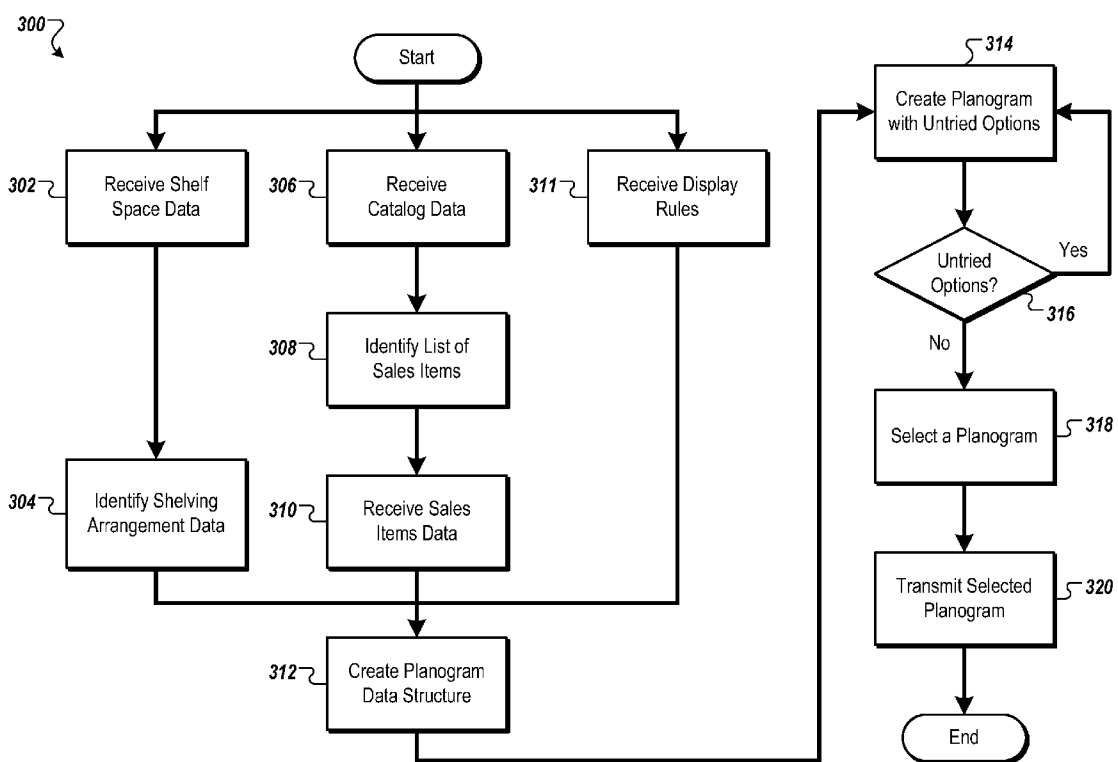 300
Start
302
Receive Shelf
Space Data
306
Receive
Catalog Data
311
Receive Display
Rules
308
Identify List of
Sales Items
304
Identify Shelving
Arrangement Data
310
Receive Sales
Items Data
312
Create Planogram
Data Structure
314
Create Planogram
with Untried Options
Untried
Options?
Yes
316
No
Select a Planogram
318
Transmit Selected
Planogram
320
End